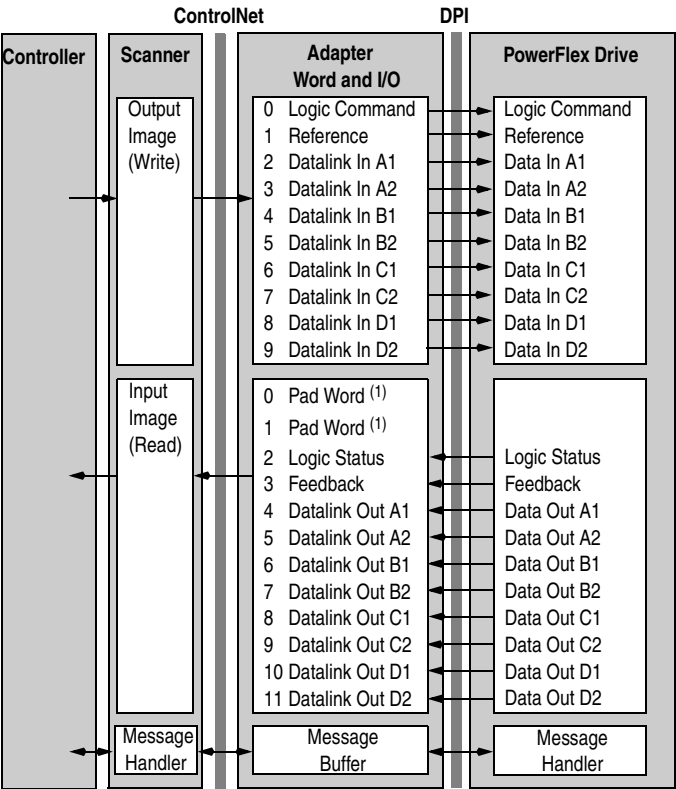 ControlNet DPI
Controller Scanner Adapter PowerFlex Drive
Word and I/O
Output 0 Logic Command Logic Command
Image 1 Reference Reference
(Write) 2 Datalink In A1 Data In A1
3 Datalink In A2 Data In A2
4 Datalink In B1 Data In B1
5 Datalink In B2 Data In B2
6 Datalink In C1 Data In C1
7 Datalink In C2 Data In C2
8 Datalink In D1 Data In D1
9 Datalink In D2 Data In D2
Input 0 Pad Word (1)
Image 1 Pad Word (1)
(Read) 2 Logic Status Logic Status
3 Feedback Feedback
4 Datalink Out A1 Data Out A1
5 Datalink Out A2 Data Out A2
6 Datalink Out B1 Data Out B1
7 Datalink Out B2 Data Out B2
8 Datalink Out C1 Data Out C1
9 Datalink Out C2 Data Out C2
10 Datalink Out D1 Data Out D1
11 Datalink Out D2 Data Out D2
Message Message Message
Handler Buffer Handler